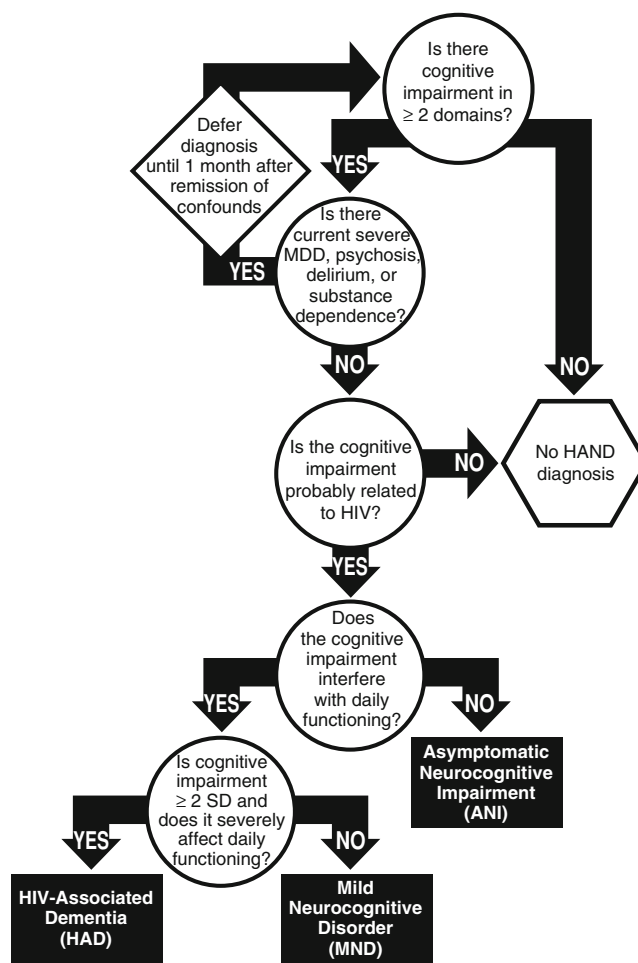 Is there
cognitive
impairment in
≥ 2 domains?
Defer
diagnosis
until 1 month after
remission of
confounds
YES
NO
Is there
current severe
MDD, psychosis,
delirium, or
substance
dependence?
YES
NO
Is the cognitive
impairment
probably related
to HIV?
NO
No HAND
diagnosis
YES
Does
the cognitive
impairment
interfere
with daily
functioning?
YES
NO
Asymptomatic
Neurocognitive
Impairment
(ANI)
Is cognitive
impairment
≥ 2 SD and
does it severely
affect daily
functioning?
YES
NO
HIV-Associated
Dementia
(HAD)
Mild
Neurocognitive
Disorder
(MND)